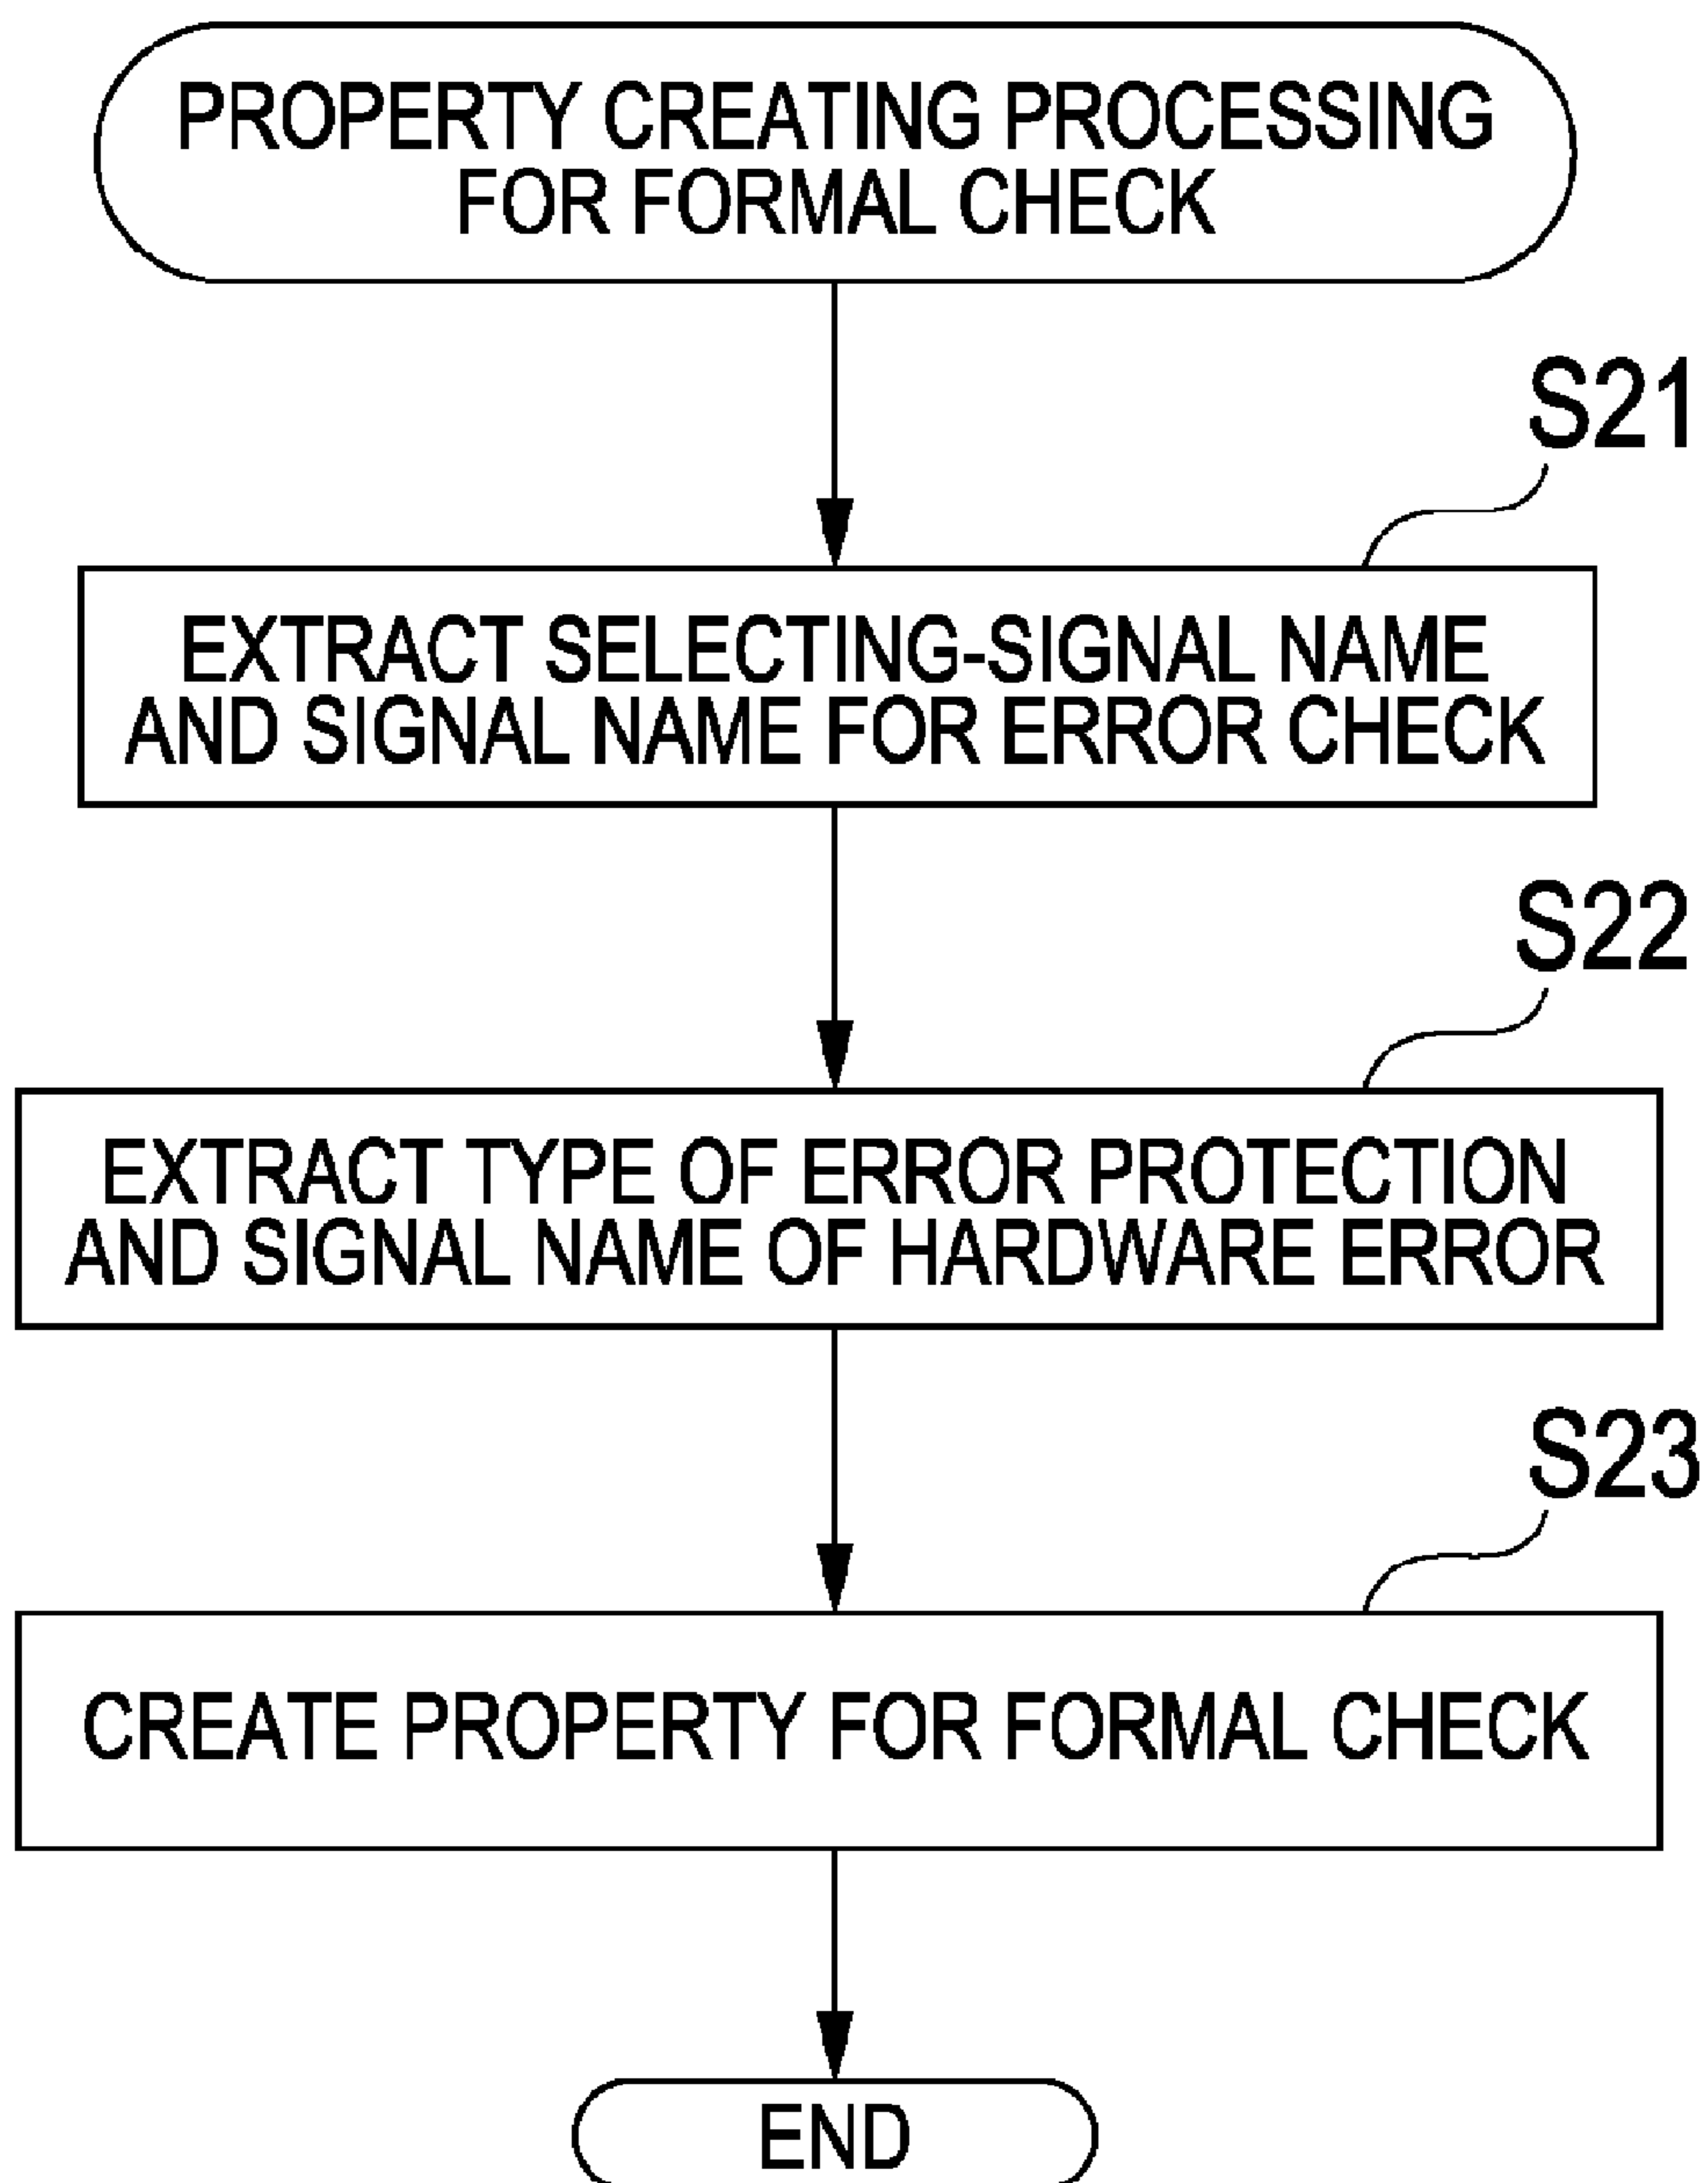 PROPERTY CREATING PROCESSING
FOR FORMAL CHECK
S21
EXTRACT SELECTING-SIGNAL NAME
AND SIGNAL NAME FOR ERROR CHECK
S22
EXTRACT TYPE OF ERROR PROTECTION
AND SIGNAL NAME OF HARDWARE ERROR
S23
CREATE PROPERTY FOR FORMAL CHECK
END